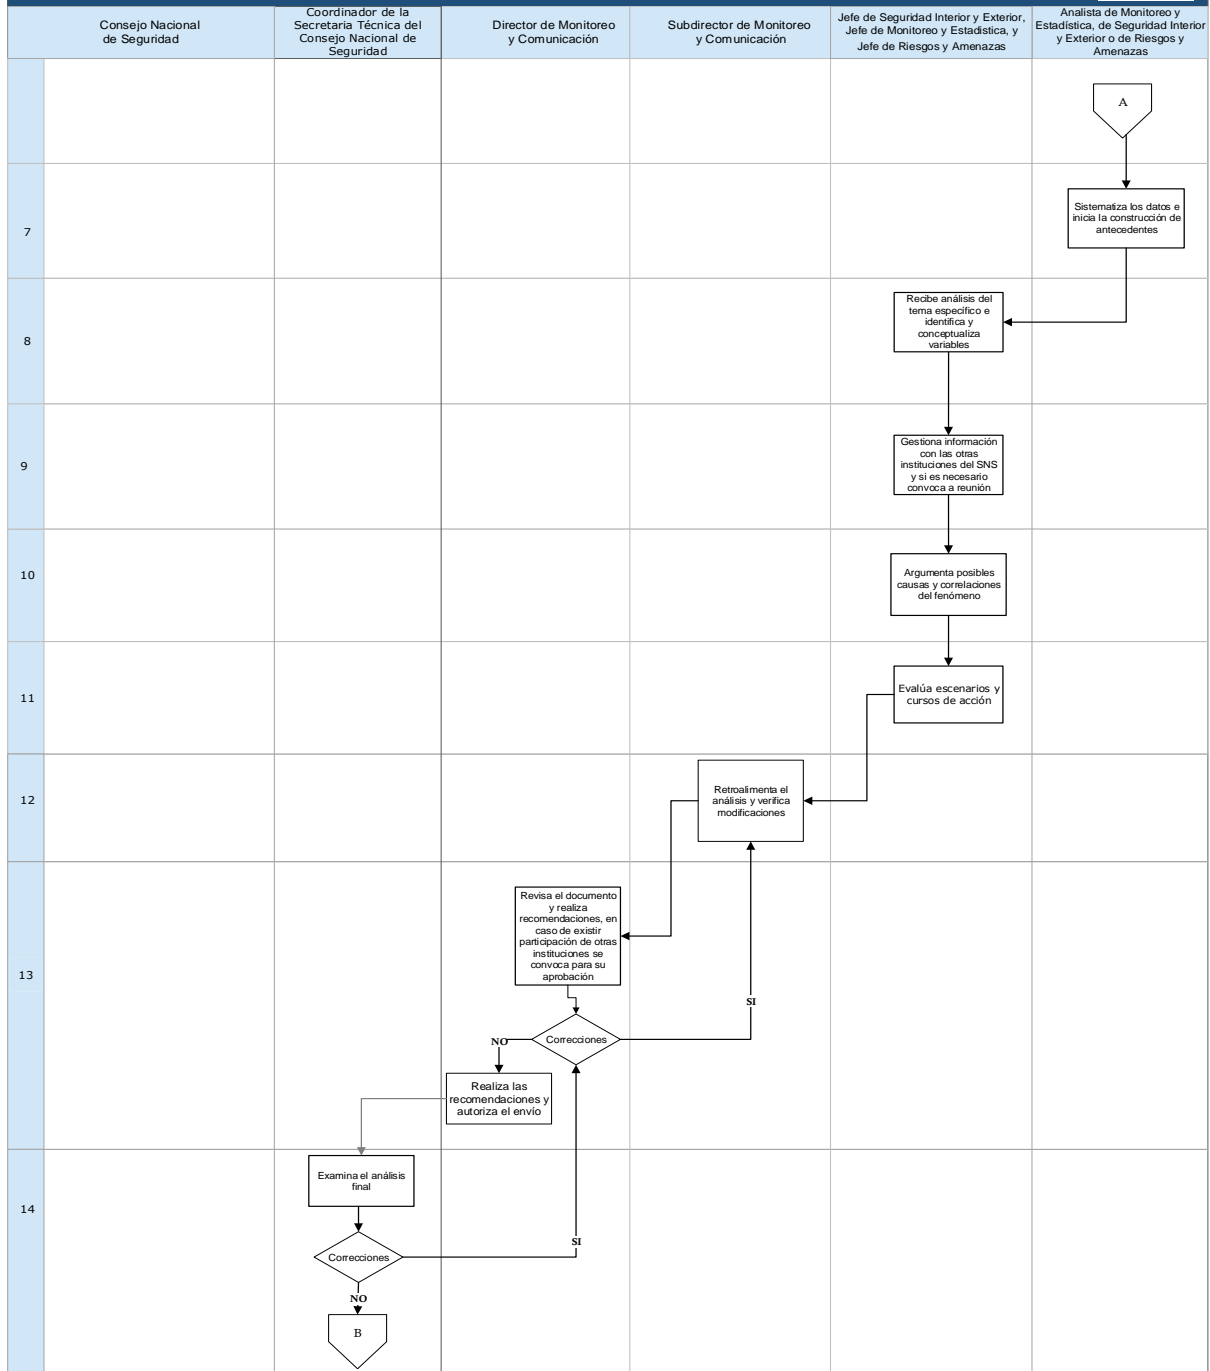 Consejo Nacional
de Seguridad
Coordinador de la
Secretaria Técnica del
Consejo Nacional de
Seguridad
Director de Monitoreo
y Comunicación
Subdirector de Monitoreo
y Comunicación
Jefe de Seguridad Interior y Exterior,
Jefe de Monitoreo y Estadistica, y
Jefe de Riesgos y Amenazas
Analista de Monitoreo y
Estadística, de Seguridad Interior
y Exterior o de Riesgos y
Amenazas
A
7
Sistematiza los datos e
inicia la construcción de
antecedentes
8
Recibe análisis del
tema específico e
identifica y
conceptualiza
variables
9
Gestiona información
con las otras
instituciones del SNS
y si es necesario
convoca a reunión
10
Argumenta posibles
causas y correlaciones
del fenómeno
11
Evalúa escenarios y
cursos de acción
12
Retroalimenta el
análisis y verifica
modificaciones
13
Revisa el documento
y realiza
recomendaciones, en
caso de existir
participación de otras
instituciones se
convoca para su
aprobación
SI
Correcciones
NO
Realiza las
recomendaciones y
autoriza el envío
14
Examina el análisis
final
SI
Correcciones
NO
B